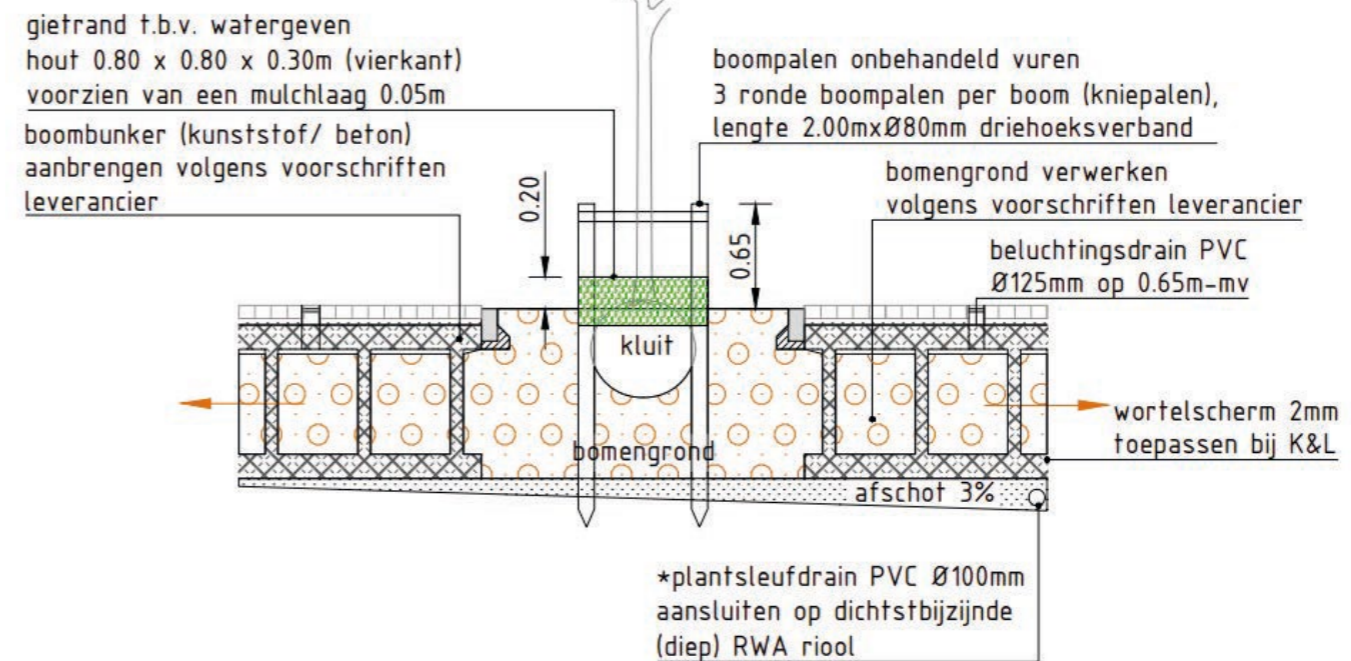 gietrand t.b.v. watergeven
hout 0.80 x 0.80 x 0.30m (vierkant)
voorzien van een mulchlaag 0.05m
boombunker (kunststof/ beton)
aanbrengen volgens voorschriften
leverancier
boompalen onbehandeld vuren
3 ronde boompalen per boom (kniepalen),
lengte 2.00mxØ80mm driehoeksverband
bomengrond verwerken
volgens voorschriften leverancier
beluchtingsdrain PVC
Ø125mm op 0.65m-mv
0.20
0.65
kluit
wortelscherm 2mm
toepassen bij K&L
bomengrond
afschot 3%
*plantsleufdrain PVC Ø100mm
aansluiten op dichtstbijzijnde
(diep) RWA riool